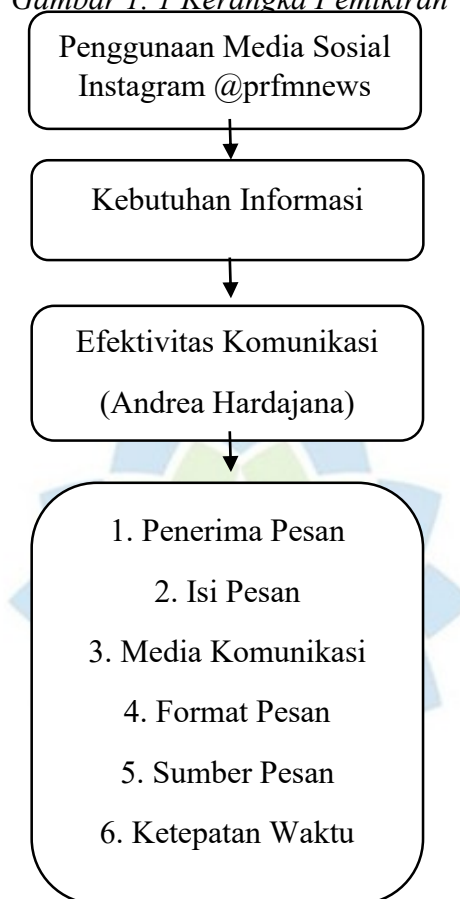 Gambar 1. 1 Kerangka Pemikiran
Penggunaan Media Sosial
Instagram @prfmnews
Kebutuhan Informasi
Efektivitas Komunikasi
(Andrea Hardajana)
1. Penerima Pesan
2. Isi Pesan
3. Media Komunikasi
4. Format Pesan
5. Sumber Pesan
6. Ketepatan Waktu